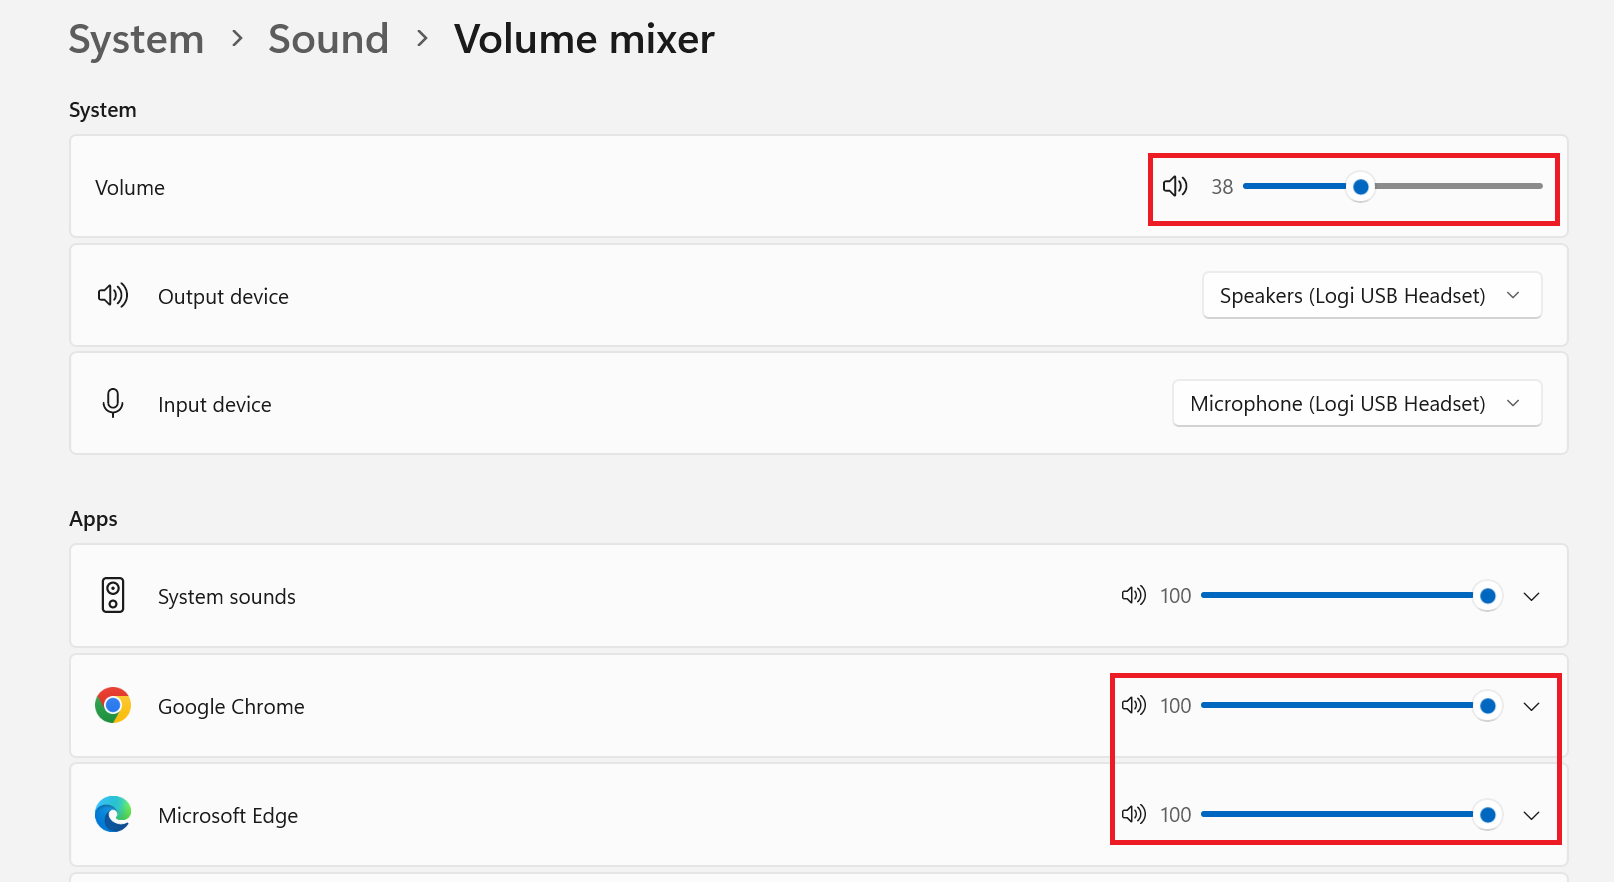 System > Sound > Volume mixer
System
Volume 38
Output device Speakers (Logi USB Headset)
Input device Microphone (Logi USB Headset)
Apps
System sounds 100
Google Chrome 100
Microsoft Edge 100